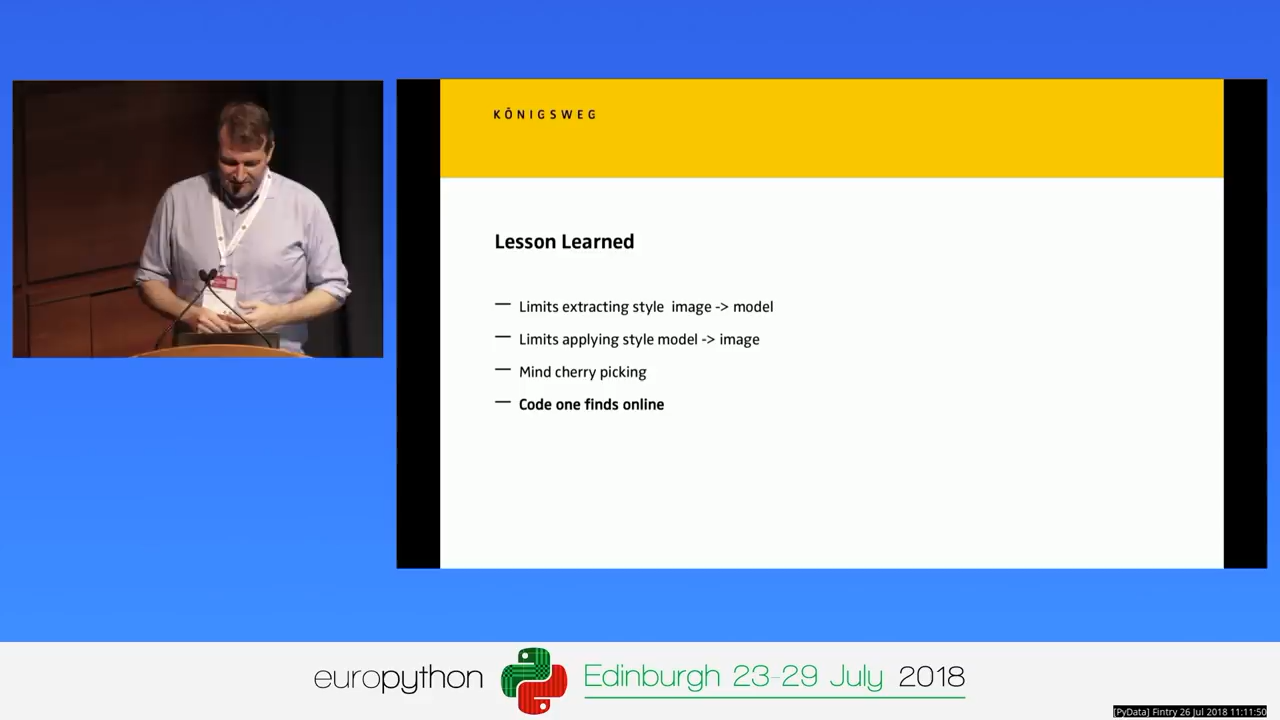 KÖNIGSWEG
Lesson Learned
— Limits extracting style image -> model
— Limits applying style model -> image
— Mind cherry picking
— Code one finds online
europython Edinburgh 23-29 July 2018
[PyData] Fintry 26 Jul 2018 11:11:50